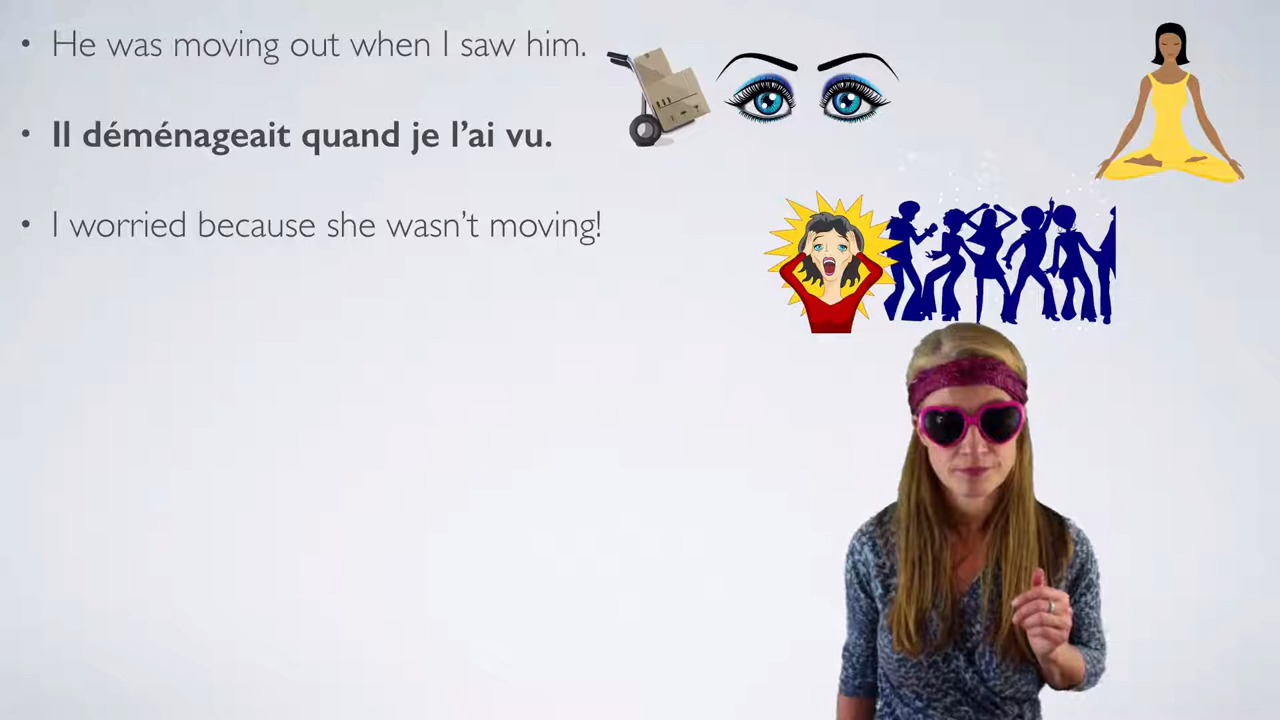 • He was moving out when I saw him.
• Il déménageait quand je l’ai vu.
• I worried because she wasn’t moving!